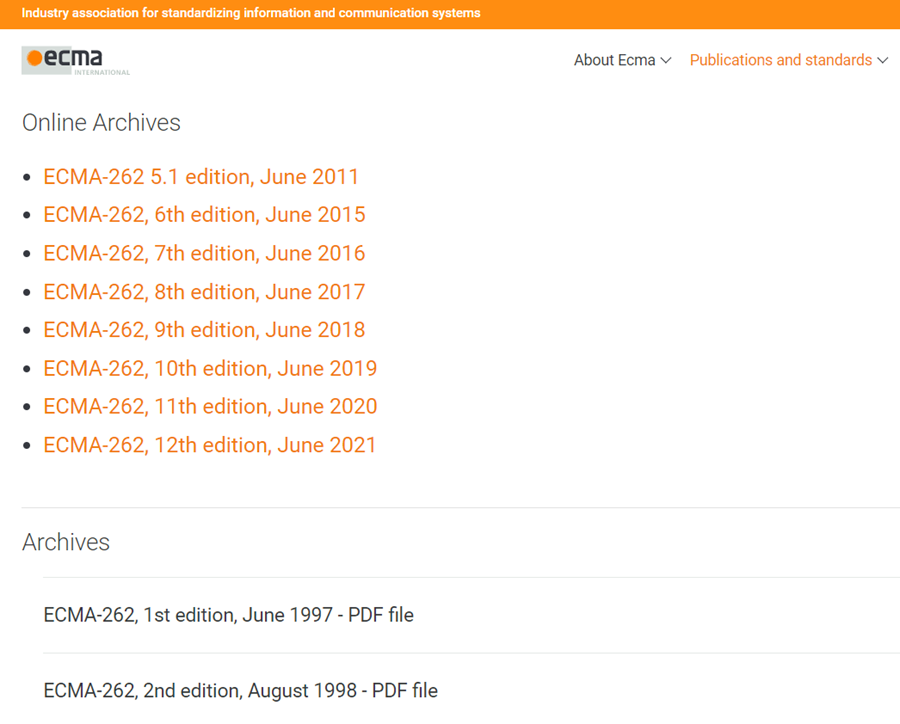 Industry association for standardizing information and communication systems
ecma
INTERNATIONAL
About Ecma
Publications and standards
Online Archives
ECMA-262 5.1 edition, June 2011
ECMA-262, 6th edition, June 2015
ECMA-262, 7th edition, June 2016
ECMA-262, 8th edition, June 2017
ECMA-262, 9th edition, June 2018
ECMA-262, 10th edition, June 2019
ECMA-262, 11th edition, June 2020
ECMA-262, 12th edition, June 2021
Archives
ECMA-262, 1st edition, June 1997 - PDF file
ECMA-262, 2nd edition, August 1998 - PDF file